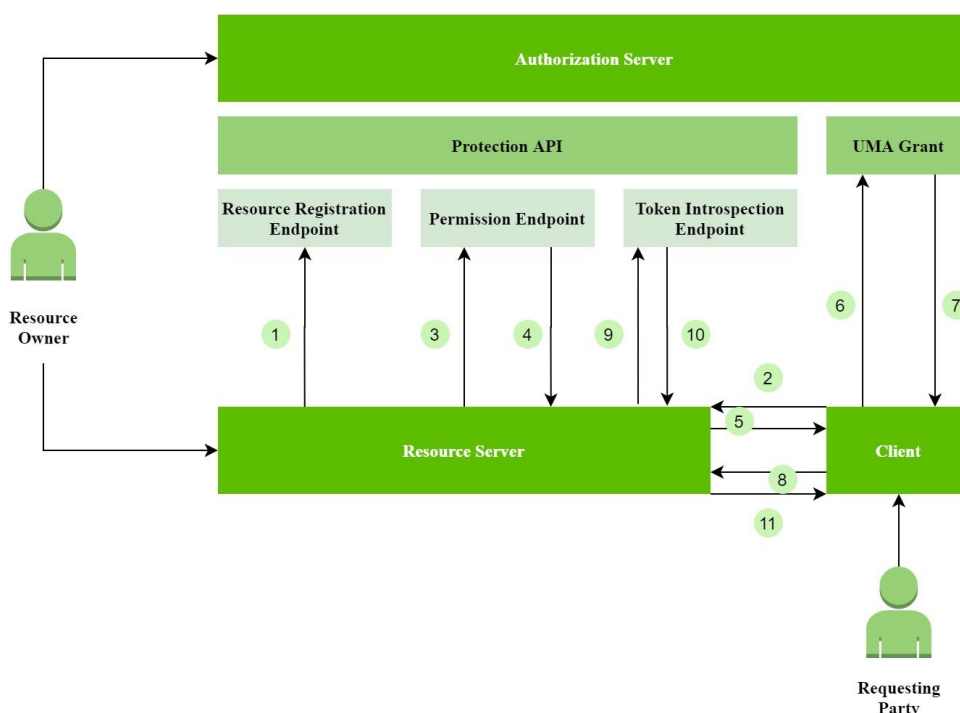 Authorization Server
Protection API
UMA Grant
Resource Registration
Endpoint
Permission Endpoint
Token Introspection
Endpoint
Resource
Owner
1
3
4
9
10
6
7
2
5
Resource Server
Client
8
11
Requesting
Party